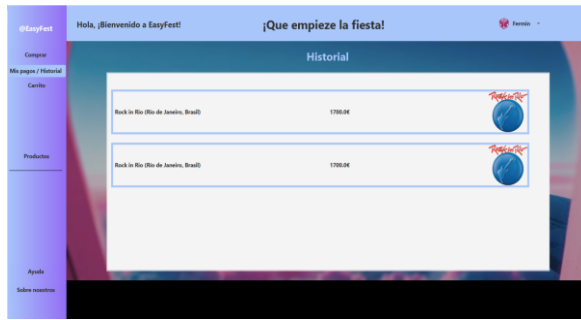 @EasyFest
Hola, ¡Bienvenido a EasyFest!
¡Que empieze la fiesta!
Fermín
Comprar
Mis pagos / Historial
Carrito
Productos
Ayuda
Sobre nosotros
Historial
Rock in Rio (Rio de Janeiro, Brasil)
1700.0€
Rock in Rio
Rock in Rio (Rio de Janeiro, Brasil)
1700.0€
Rock in Rio